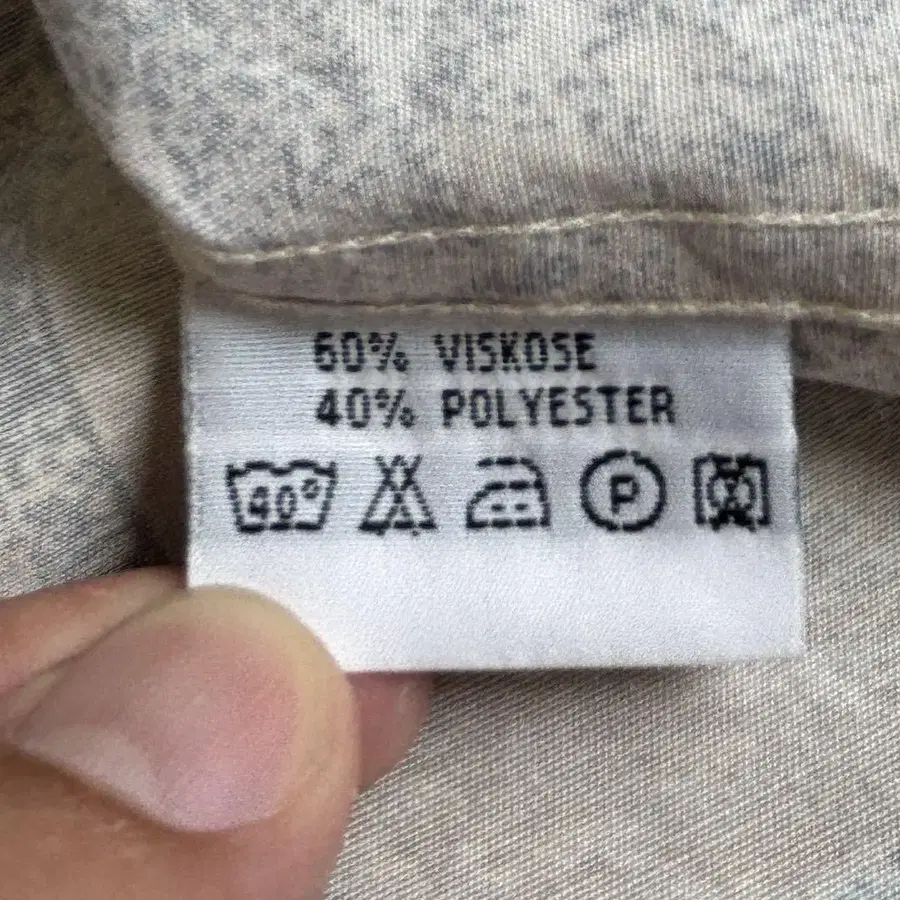 60% VISKOSE
40% POLYESTER
40° P